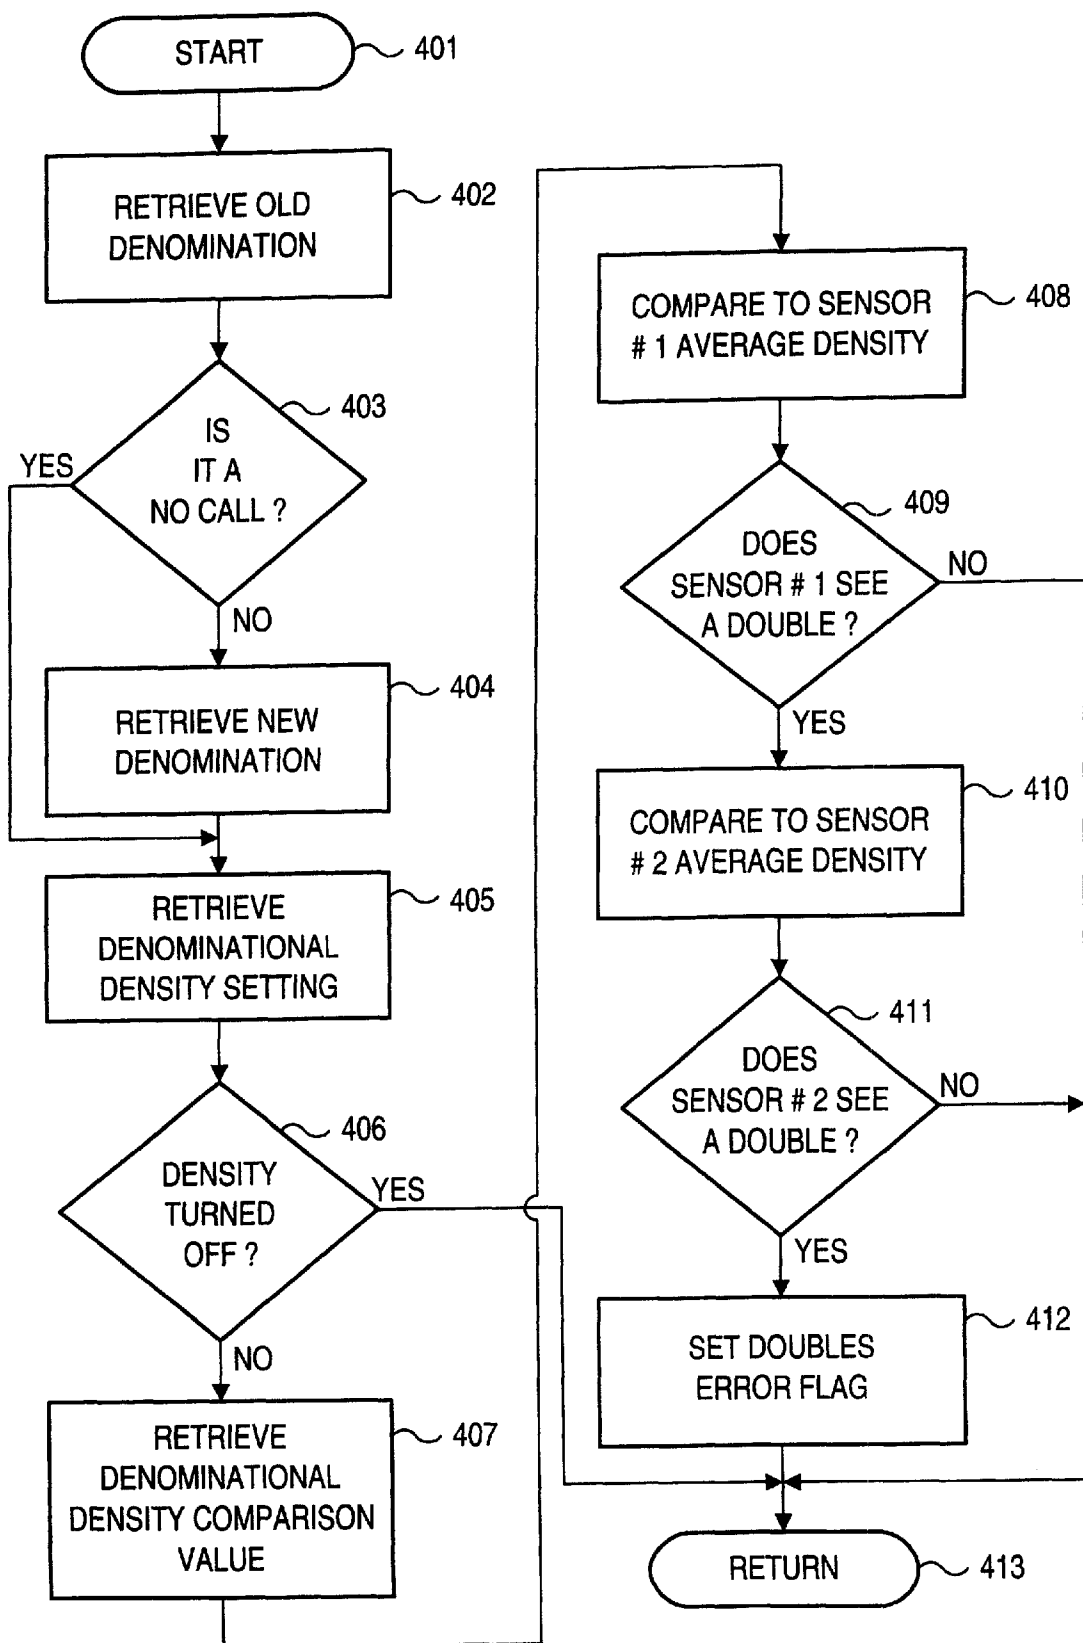 START
401
RETRIEVE OLD
DENOMINATION
402
IS
IT A
NO CALL ?
403
YES
NO
RETRIEVE NEW
DENOMINATION
404
RETRIEVE
DENOMINATIONAL
DENSITY SETTING
405
DENSITY
TURNED
OFF ?
406
YES
NO
RETRIEVE
DENOMINATIONAL
DENSITY COMPARISON
VALUE
407
COMPARE TO SENSOR
# 1 AVERAGE DENSITY
408
DOES
SENSOR # 1 SEE
A DOUBLE ?
409
NO
YES
COMPARE TO SENSOR
# 2 AVERAGE DENSITY
410
DOES
SENSOR # 2 SEE
A DOUBLE ?
411
NO
YES
SET DOUBLES
ERROR FLAG
412
RETURN
413